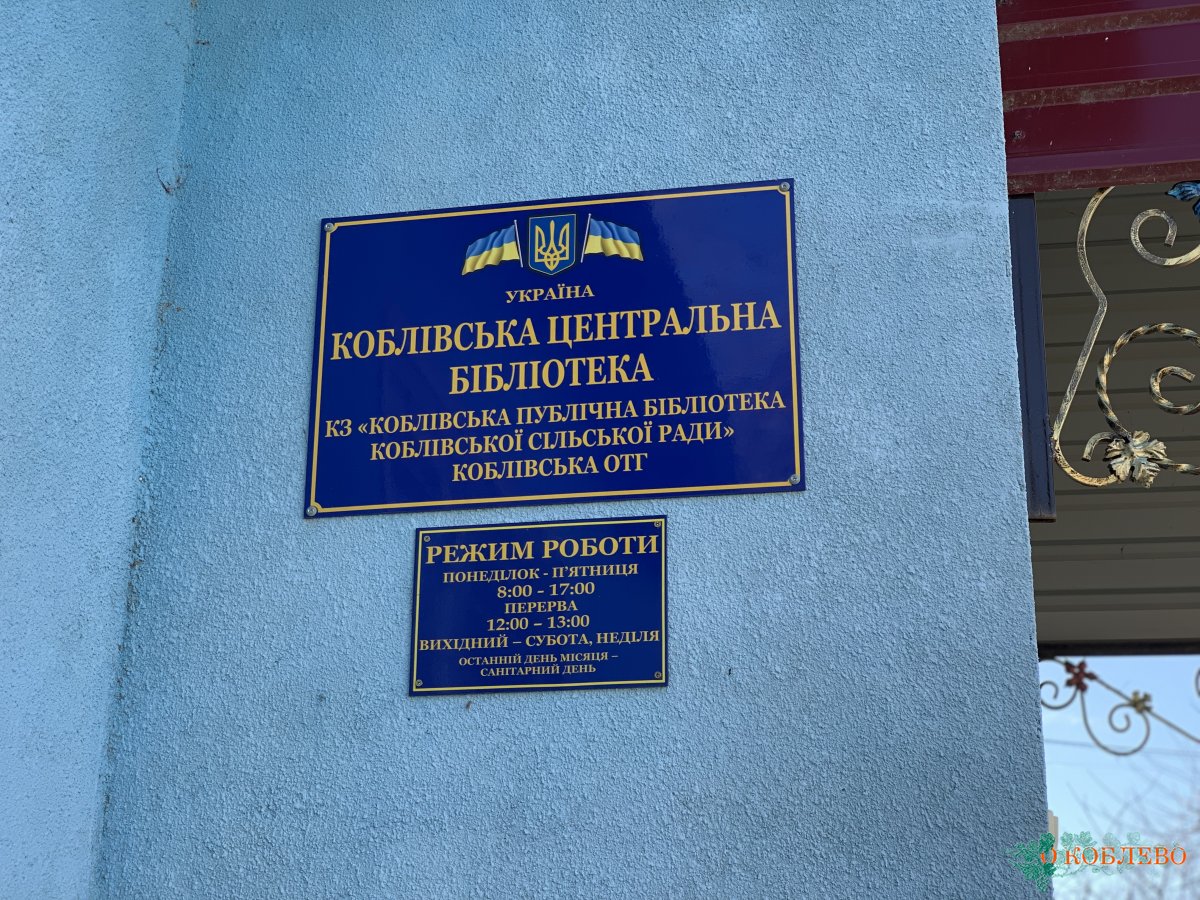 УКРАЇНА
КОБЛІВСЬКА ЦЕНТРАЛЬНА
БІБЛІОТЕКА
КЗ «КОБЛІВСЬКА ПУБЛІЧНА БІБЛІОТЕКА
КОБЛІВСЬКОЇ СІЛЬСЬКОЇ РАДИ»
КОБЛІВСЬКА ОТГ
РЕЖИМ РОБОТИ
ПОНЕДІЛОК - П'ЯТНИЦЯ
8:00 - 17:00
ПЕРЕРВА
12:00 – 13:00
ВИХІДНИЙ – СУБОТА, НЕДІЛЯ
ОСТАННІЙ ДЕНЬ МІСЯЦЯ –
САНІТАРНИЙ ДЕНЬ
О КОБЛЕВО